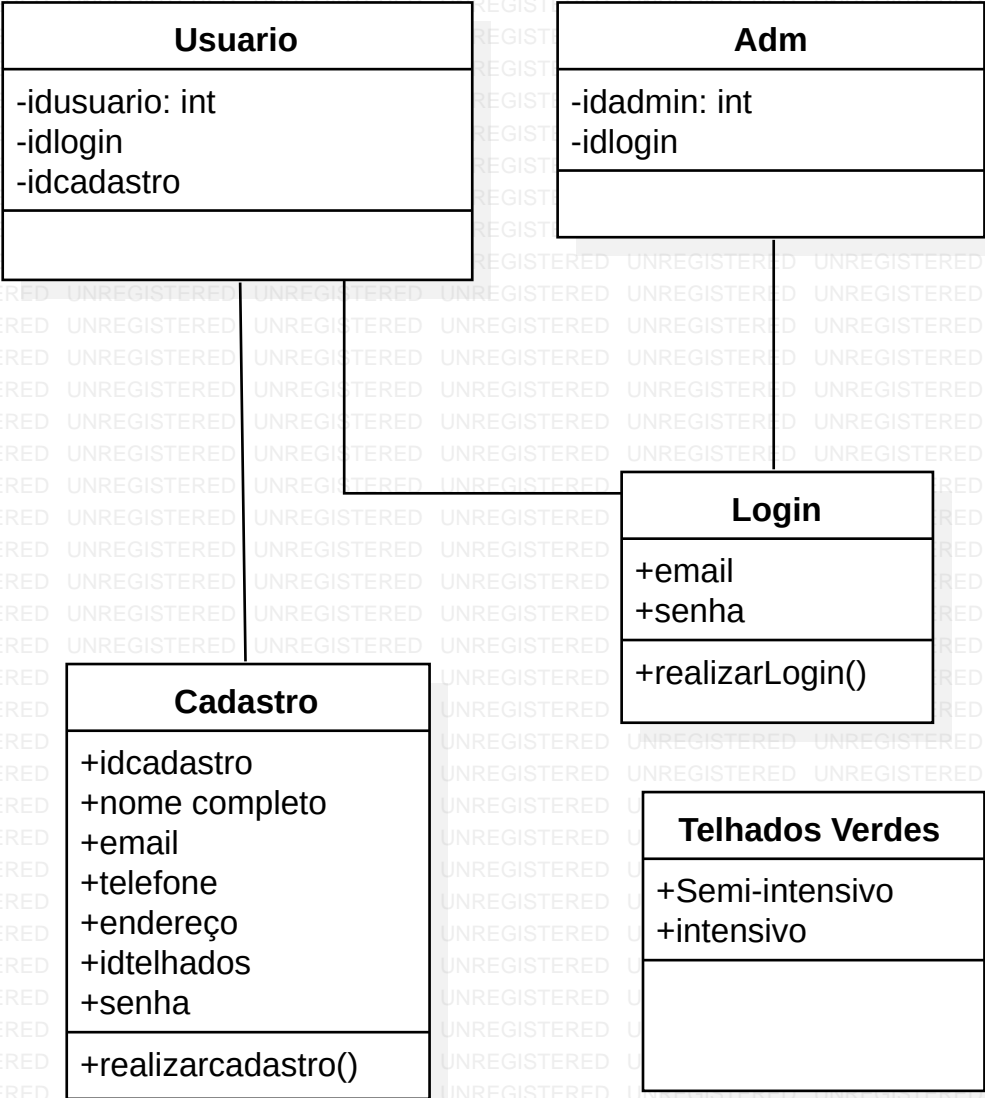 Usuario
-idusuario: int
-idlogin
-idcadastro
Adm
-idadmin: int
-idlogin
Login
+email
+senha
+realizarLogin()
Cadastro
+idcadastro
+nome completo
+email
+telefone
+endereço
+idtelhados
+senha
+realizarcadastro()
Telhados Verdes
+Semi-intensivo
+intensivo
UNREGISTERED